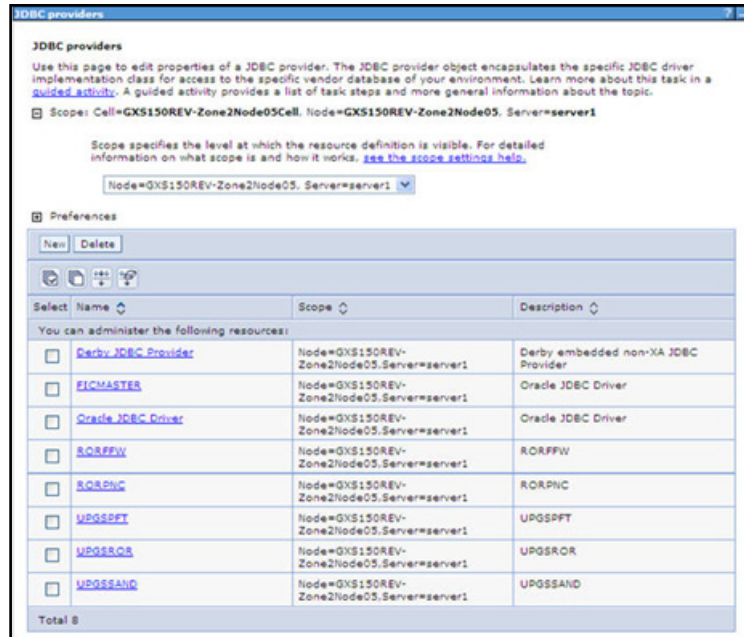 JDBC providers
?
JDBC providers
Use this page to edit properties of a JDBC provider. The JDBC provider object encapsulates the specific JDBC driver
implementation class for access to the specific vendor database of your environment. Learn more about this task in a
guided activity. A guided activity provides a list of task steps and more general information about the topic.
Scope: Cell=GXS150REV-Zone2Node05Cell, Node=GXS150REV-Zone2Node05, Server=server1
Scope specifies the level at which the resource definition is visible. For detailed
information on what scope is and how it works, see the scope settings help.
Node=GXS150REV-Zone2Node05, Server=server1
Preferences
New Delete
Select Name Scope Description
You can administer the following resources:
Derby JDBC Provider Node=GXS150REV-Zone2Node05,Server=server1 Derby embedded non-XA JDBC Provider
FICMASTER Node=GXS150REV-Zone2Node05,Server=server1 Oracle JDBC Driver
Oracle JDBC Driver Node=GXS150REV-Zone2Node05,Server=server1 Oracle JDBC Driver
RORFFW Node=GXS150REV-Zone2Node05,Server=server1 RORFFW
RORPNC Node=GXS150REV-Zone2Node05,Server=server1 RORPNC
UPGSPFT Node=GXS150REV-Zone2Node05,Server=server1 UPGSPFT
UPGSROR Node=GXS150REV-Zone2Node05,Server=server1 UPGSROR
UPGSSAND Node=GXS150REV-Zone2Node05,Server=server1 UPGSSAND
Total 8